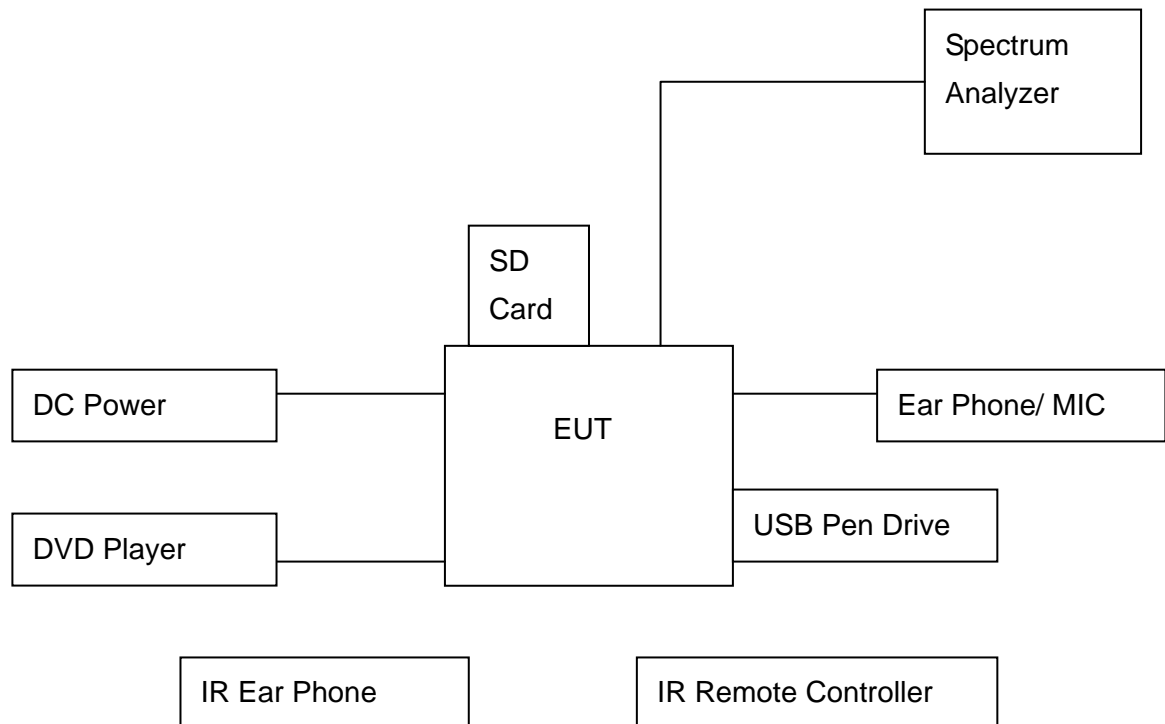 Spectrum
Analyzer
SD
Card
DC Power
EUT
Ear Phone/ MIC
DVD Player
USB Pen Drive
IR Ear Phone
IR Remote Controller